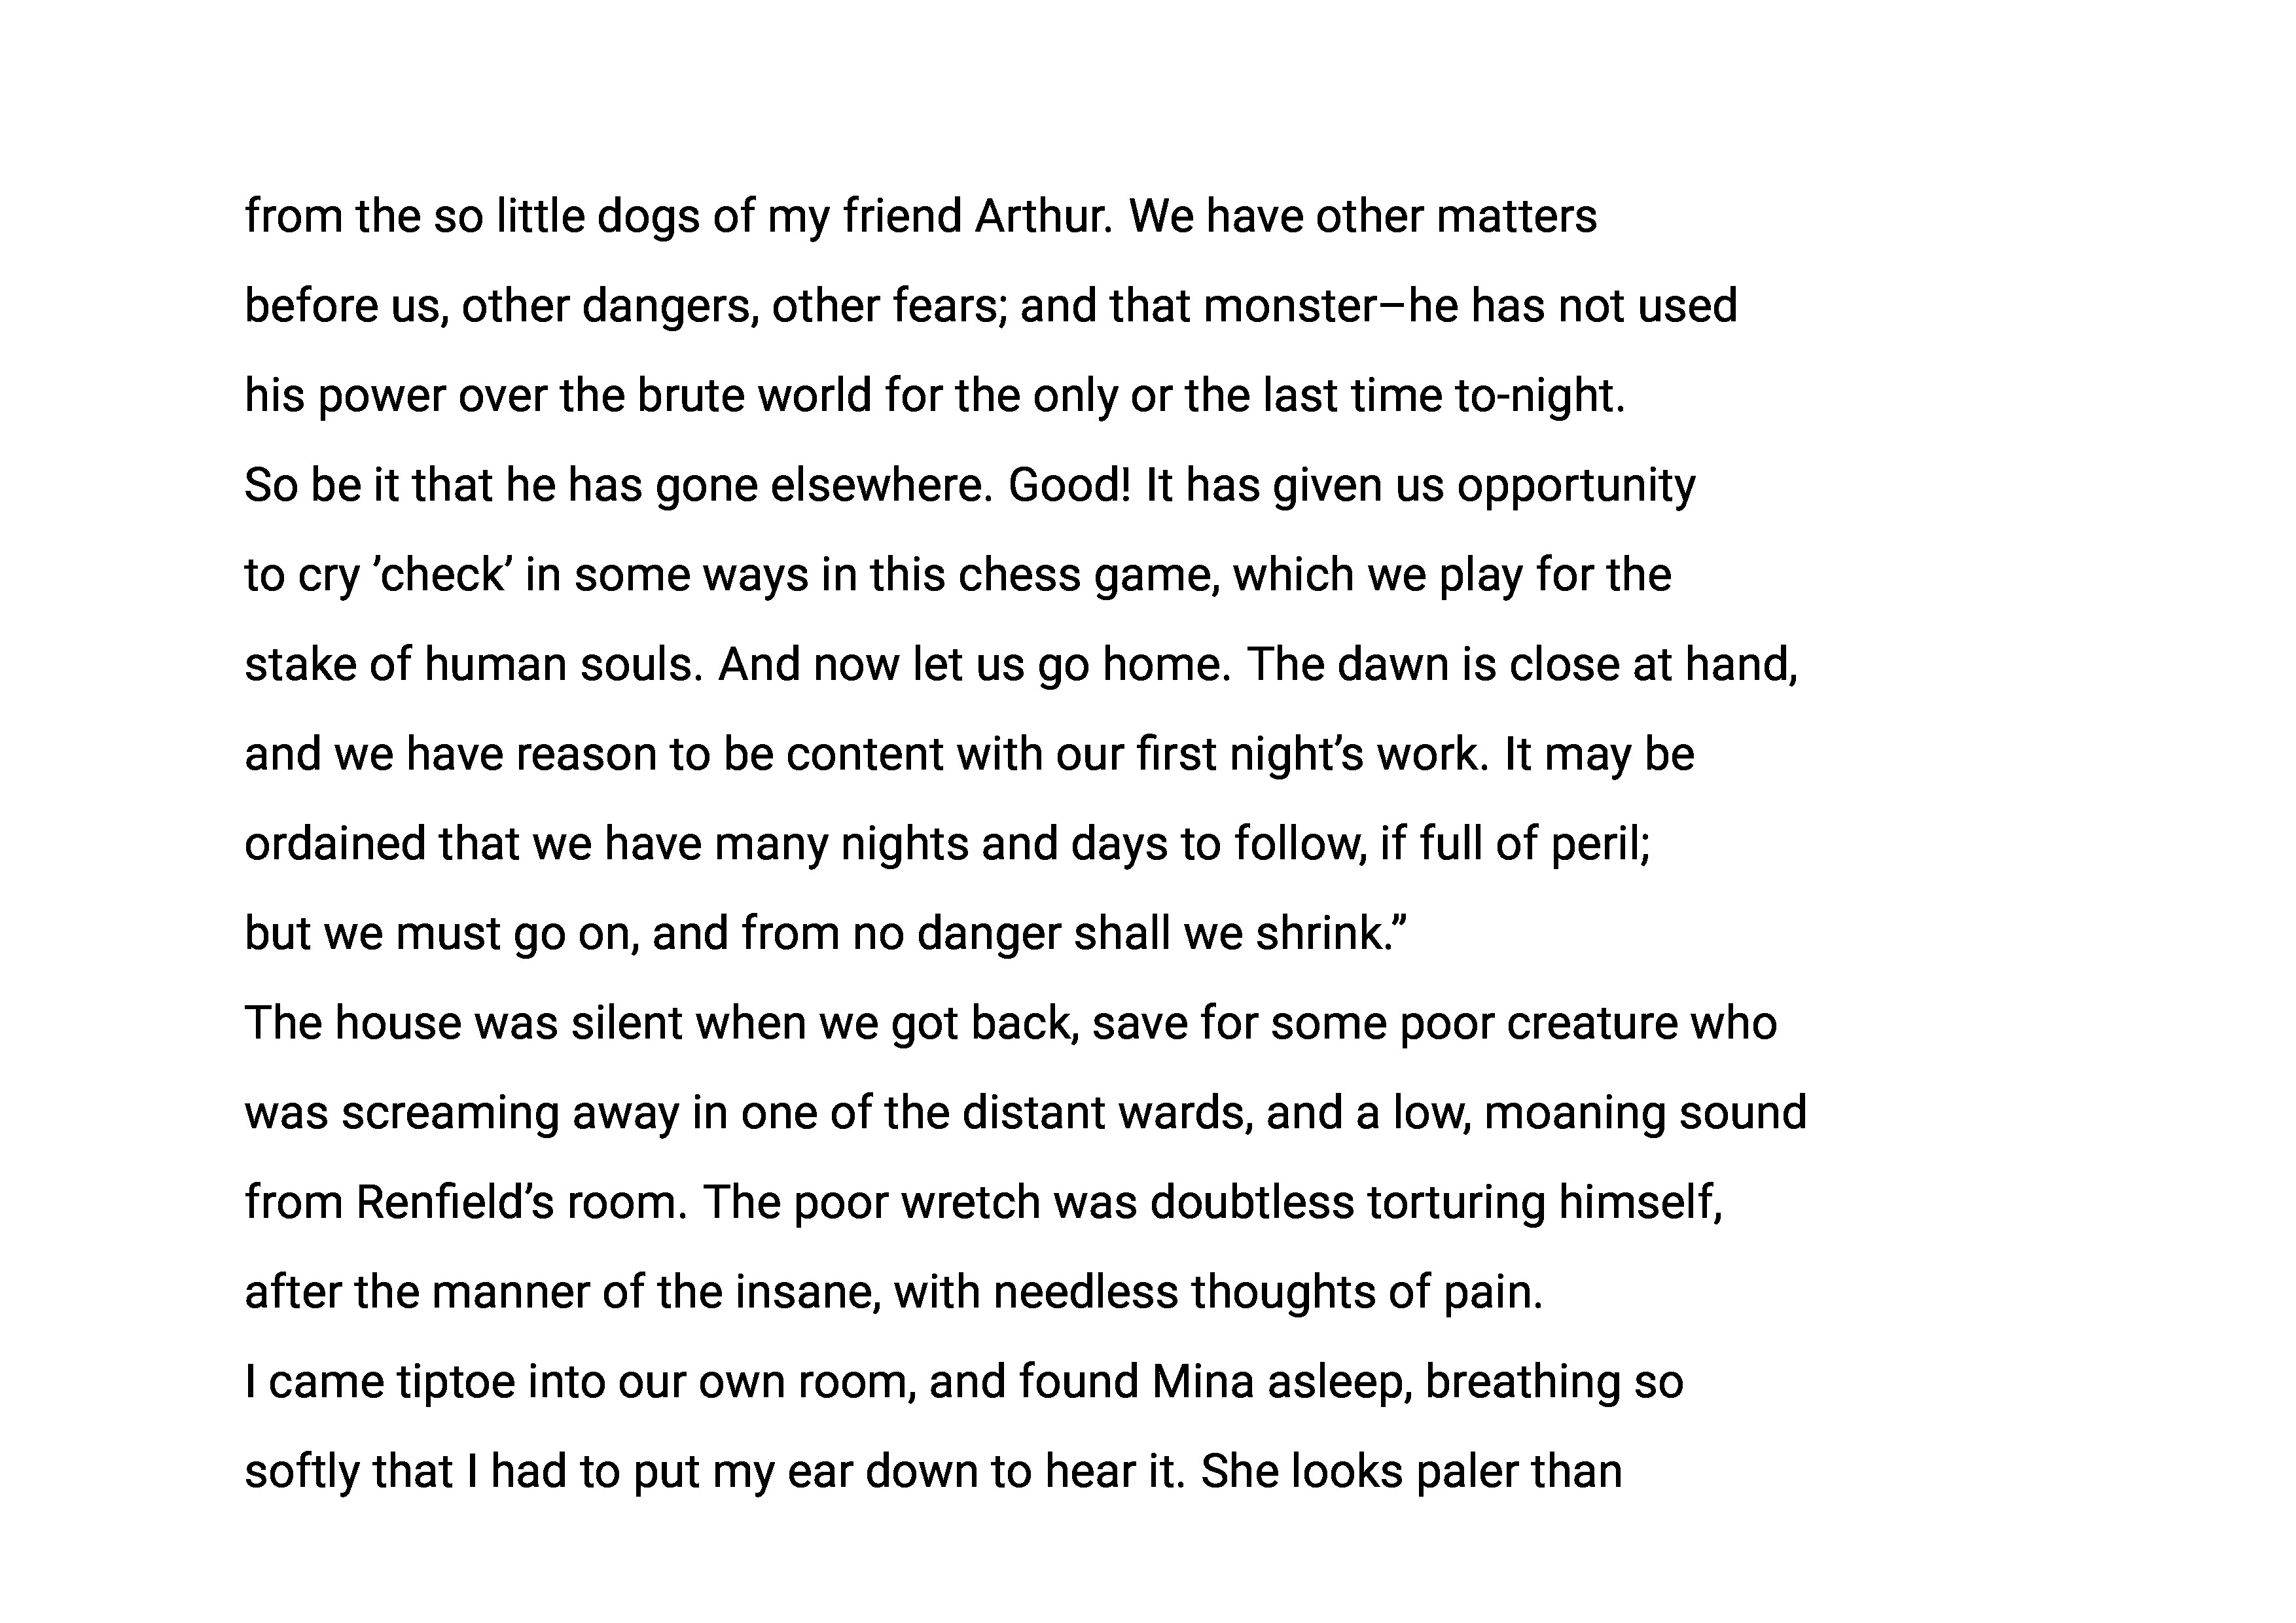 from the so little dogs of my friend Arthur. We have other matters
before us, other dangers, other fears; and that monster–he has not used
his power over the brute world for the only or the last time to-night.
So be it that he has gone elsewhere. Good! It has given us opportunity
to cry ’check’ in some ways in this chess game, which we play for the
stake of human souls. And now let us go home. The dawn is close at hand,
and we have reason to be content with our first night’s work. It may be
ordained that we have many nights and days to follow, if full of peril;
but we must go on, and from no danger shall we shrink.”
The house was silent when we got back, save for some poor creature who
was screaming away in one of the distant wards, and a low, moaning sound
from Renfield’s room. The poor wretch was doubtless torturing himself,
after the manner of the insane, with needless thoughts of pain.
I came tiptoe into our own room, and found Mina asleep, breathing so
softly that I had to put my ear down to hear it. She looks paler than